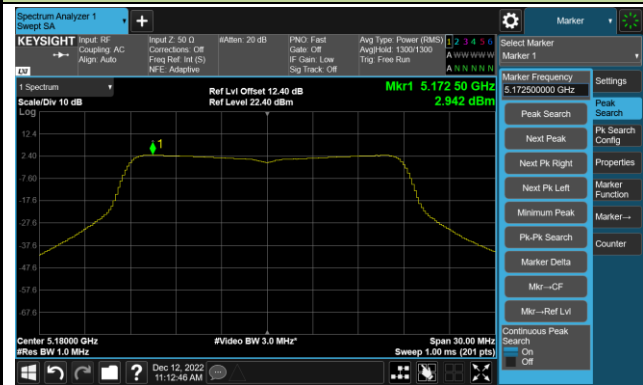 Spectrum Analyzer 1
Swept SA
Marker
KEYSIGHT
Input: RF
Coupling: AC
Align: Auto
Input Z: 50 Ω
Corrections: Off
Freq Ref: Int (S)
NFE: Adaptive
#Atten: 20 dB
PNO: Fast
Gate: Off
IF Gain: Low
Sig Track: Off
Avg Type: Power (RMS)
Avg|Hold: 1300/1300
Trig: Free Run
1 2 3 4 5 6
A W W W W W
A N N N N N
LXI
Select Marker
Marker 1
1 Spectrum
Scale/Div 10 dB
Ref Lvl Offset 12.40 dB
Ref Level 22.40 dBm
Mkr1 5.172 50 GHz
2.942 dBm
Log
12.4
2.40
-7.60
-17.6
-27.6
-37.6
-47.6
-57.6
-67.6
1
Center 5.18000 GHz
#Res BW 1.0 MHz
#Video BW 3.0 MHz*
Span 30.00 MHz
Sweep 1.00 ms (201 pts)
Marker Frequency
5.172500000 GHz
Peak Search
Next Peak
Next Pk Right
Next Pk Left
Minimum Peak
Pk-Pk Search
Marker Delta
Mkr→CF
Mkr→Ref Lvl
Continuous Peak
Search
On
Off
Settings
Peak
Search
Pk Search
Config
Properties
Marker
Function
Marker→
Counter
?
Dec 12, 2022
11:12:46 AM